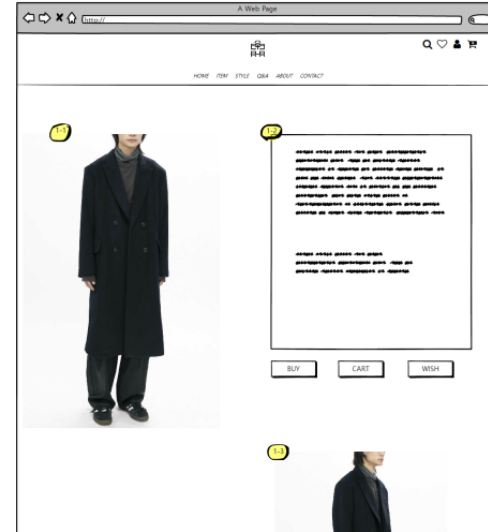 A Web Page
http://
HOME ITEM STYLE Q&A ABOUT CONTACT
1-1
1-2
BUY CART WISH
1-3